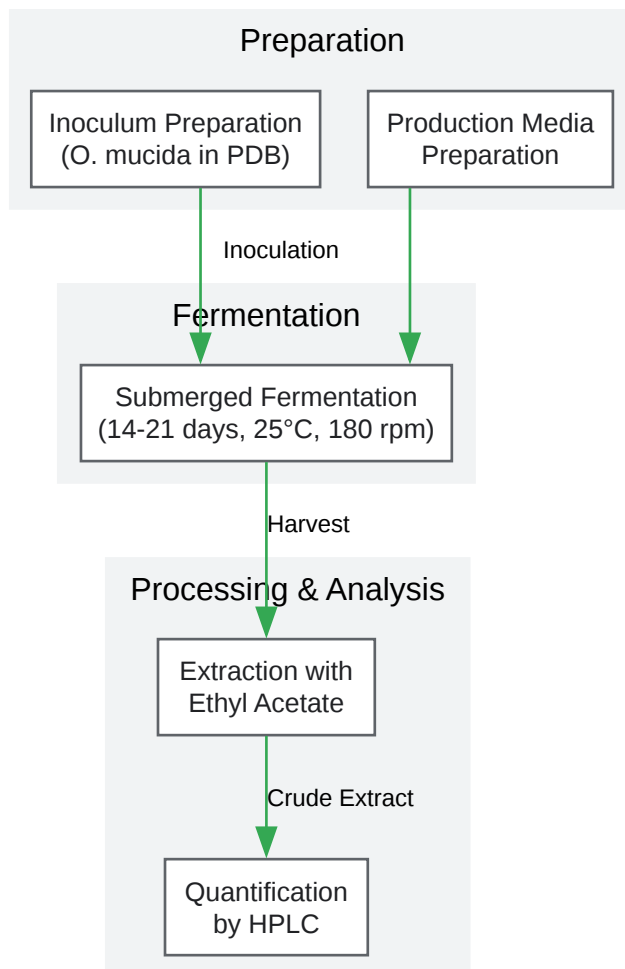 Preparation
Inoculum Preparation
(O. mucida in PDB)
Production Media
Preparation
Inoculation
Fermentation
Submerged Fermentation
(14-21 days, 25°C, 180 rpm)
Harvest
Processing & Analysis
Extraction with
Ethyl Acetate
Crude Extract
Quantification
by HPLC